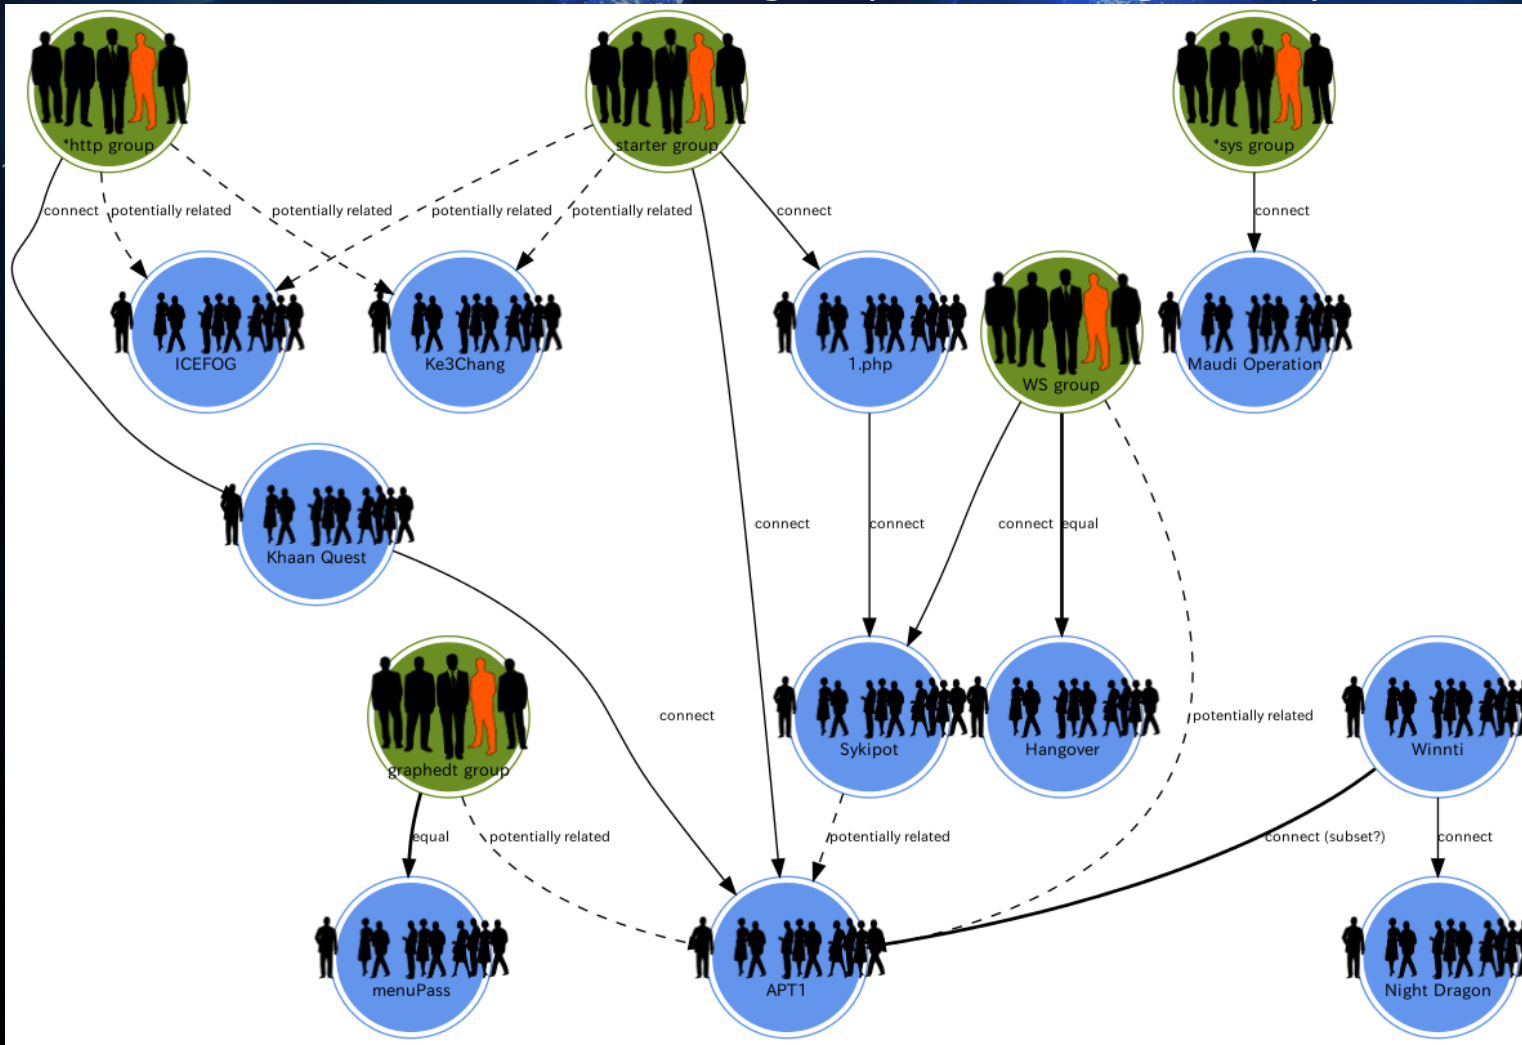 *http group
starter group
*sys group
connect
potentially related
potentially related
potentially related
potentially related
connect
connect
ICEFOG
Ke3Chang
1.php
WS group
Maudi Operation
connect
connect
connect
equal
Khaan Quest
connect
potentially related
graphedt group
Sykipot
Hangover
Winnti
equal
potentially related
potentially related
connect (subset?)
connect
menuPass
APT1
Night Dragon